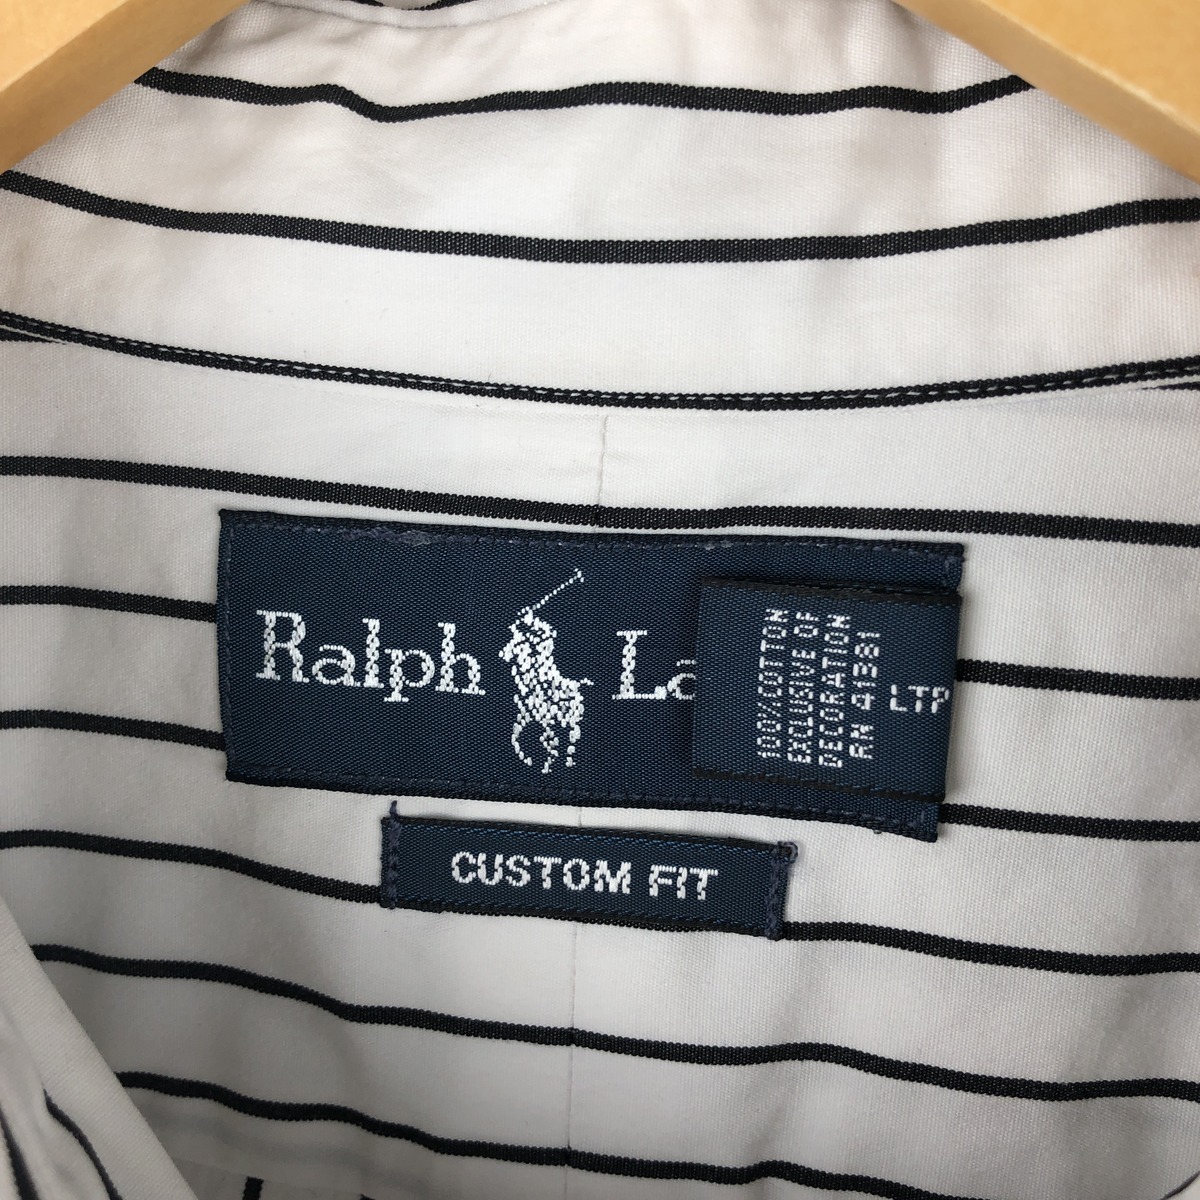 Ralph La
100% COTTON
EXCLUSIVE OF
DECORATION
RN 41381
LTP
CUSTOM FIT